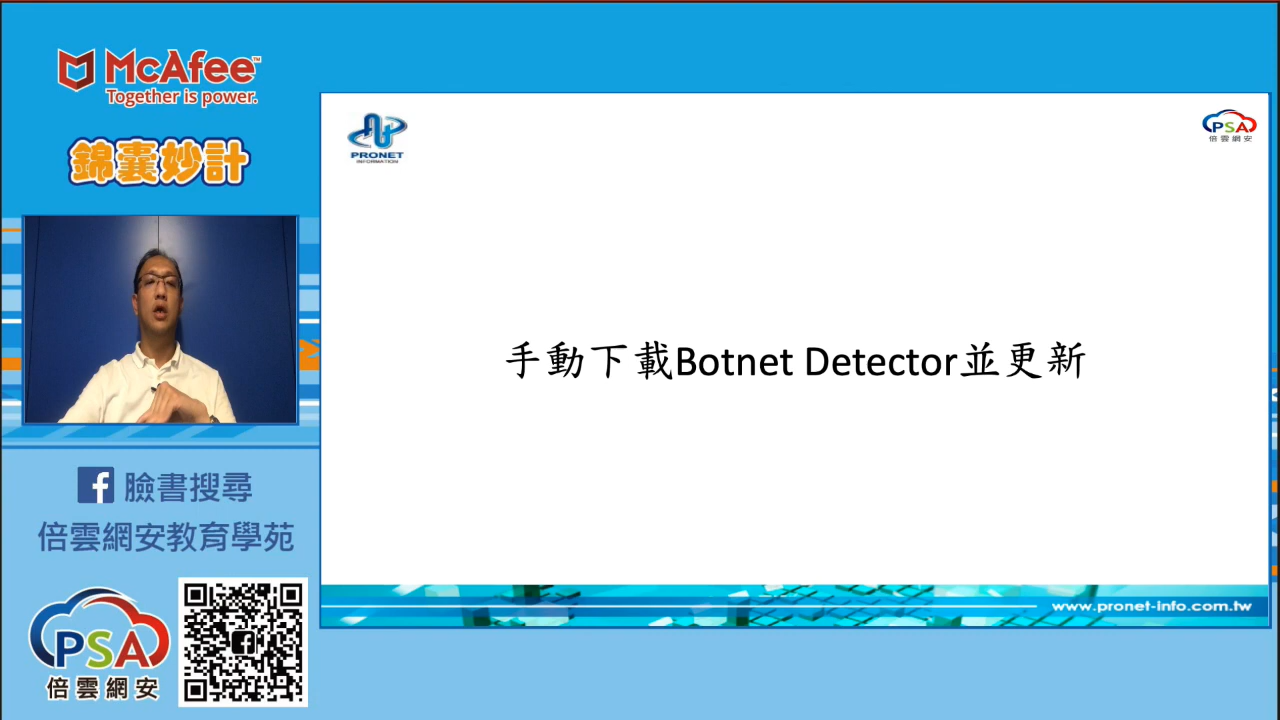 McAfee™
Together is power.
錦囊妙計
臉書搜尋
倍雲網安教育學苑
PSA
倍雲網安
PRONET
INFORMATION
PSA
倍雲網安
手動下載Botnet Detector並更新
www.pronet-info.com.tw